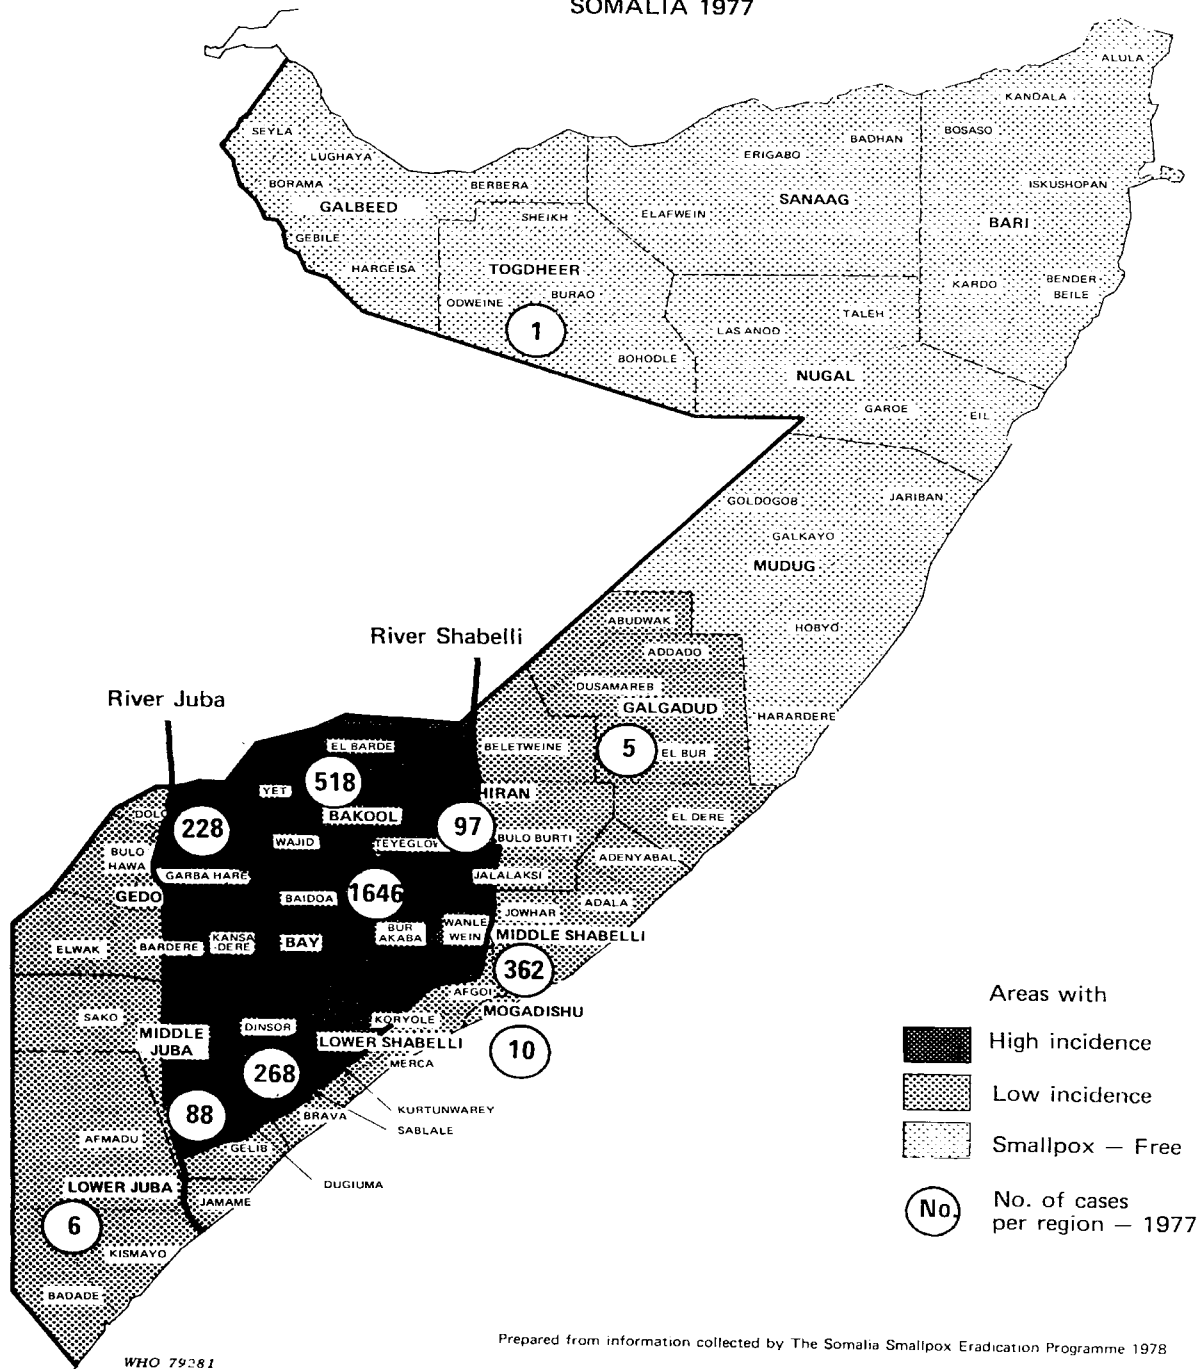 SOMALIA 1977
ALULA
KANDALA
BOSASO
BADHAN
ERIGABO
SEYLA
LUGHAYA
BORAMA
BERBERA
ISKUSHOPAN
GALBEED
SHEIKH
ELAFWEIN
SANAAG
BARI
GEBILE
HARGEISA
TOGDHEER
BURAO
ODWEINE
KARDO
BENDER
BEILE
TALEH
LAS ANOD
1
BOHODLE
NUGAL
GAROE
EIL
GOLDOGOB
JARIBAN
GALKAYO
MUDUG
HOBYO
ABUDWAK
River Shabelli
ADDADO
DUSAMAREB
River Juba
GALGADUD
HARARDERE
EL BARDE
BELETWEINE
5
EL BUR
518
YET
HIRAN
BAKOOL
DOLO
228
97
EL DERE
WAJID
TEYEGLOW
BULO BURTI
BULO
HAWA
ADENYABAL
GARBA HARE
JALALAKSI
GEDO
BAIDOA
1646
JOWHAR
ADALA
ELWAK
BARDERE
KANSA
-DERE
BAY
BUR
AKABA
WANLE
WEIN
MIDDLE SHABELLI
362
AFGOI
MOGADISHU
10
SAKO
MIDDLE
JUBA
DINSOR
KORYOLE
LOWER SHABELLI
MERCA
268
88
KURTUNWAREY
BRAVA
SABLALE
AFMADU
GELIB
DUGIUMA
LOWER JUBA
JAMAME
6
KISMAYO
BADADE
Areas with
High incidence
Low incidence
Smallpox — Free
No.
No. of cases
per region — 1977
Prepared from information collected by The Somalia Smallpox Eradication Programme 1978
WHO 79281